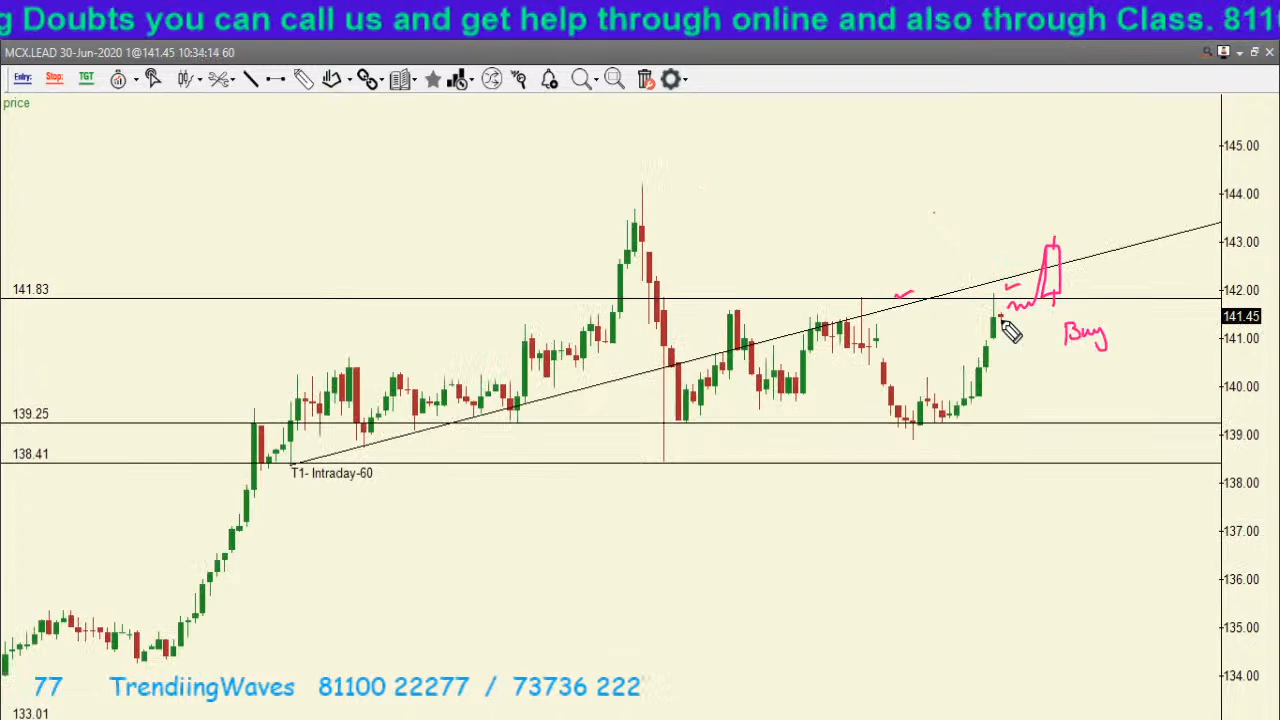 g Doubts you can call us and get help through online and also through Class. 811
MCX.LEAD 30-Jun-2020 1@141.45 10:34:14 60
Entry: Stop: TGT
price
145.00
144.00
143.00
141.83
142.00
141.45
Buy
141.00
140.00
139.25
139.00
138.41
T1- Intraday-60
138.00
137.00
136.00
135.00
77 TrendiingWaves 81100 22277 / 73736 222
134.00
133.01